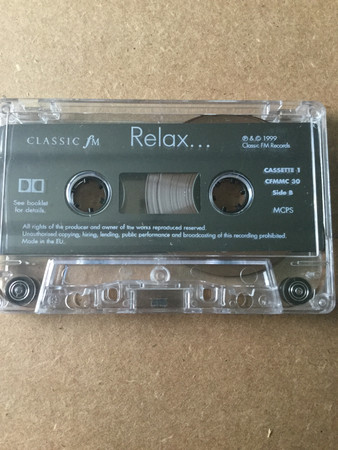 CLASSIC fM
Relax...
℗ & © 1999
Classic FM Records
CASSETTE 1
CFMMC 30
Side B
MCPS
See booklet
for details.
All rights of the producer and owner of the works reproduced reserved.
Unauthorised copying, hiring, lending, public performance and broadcasting of this recording prohibited.
Made in the EU.